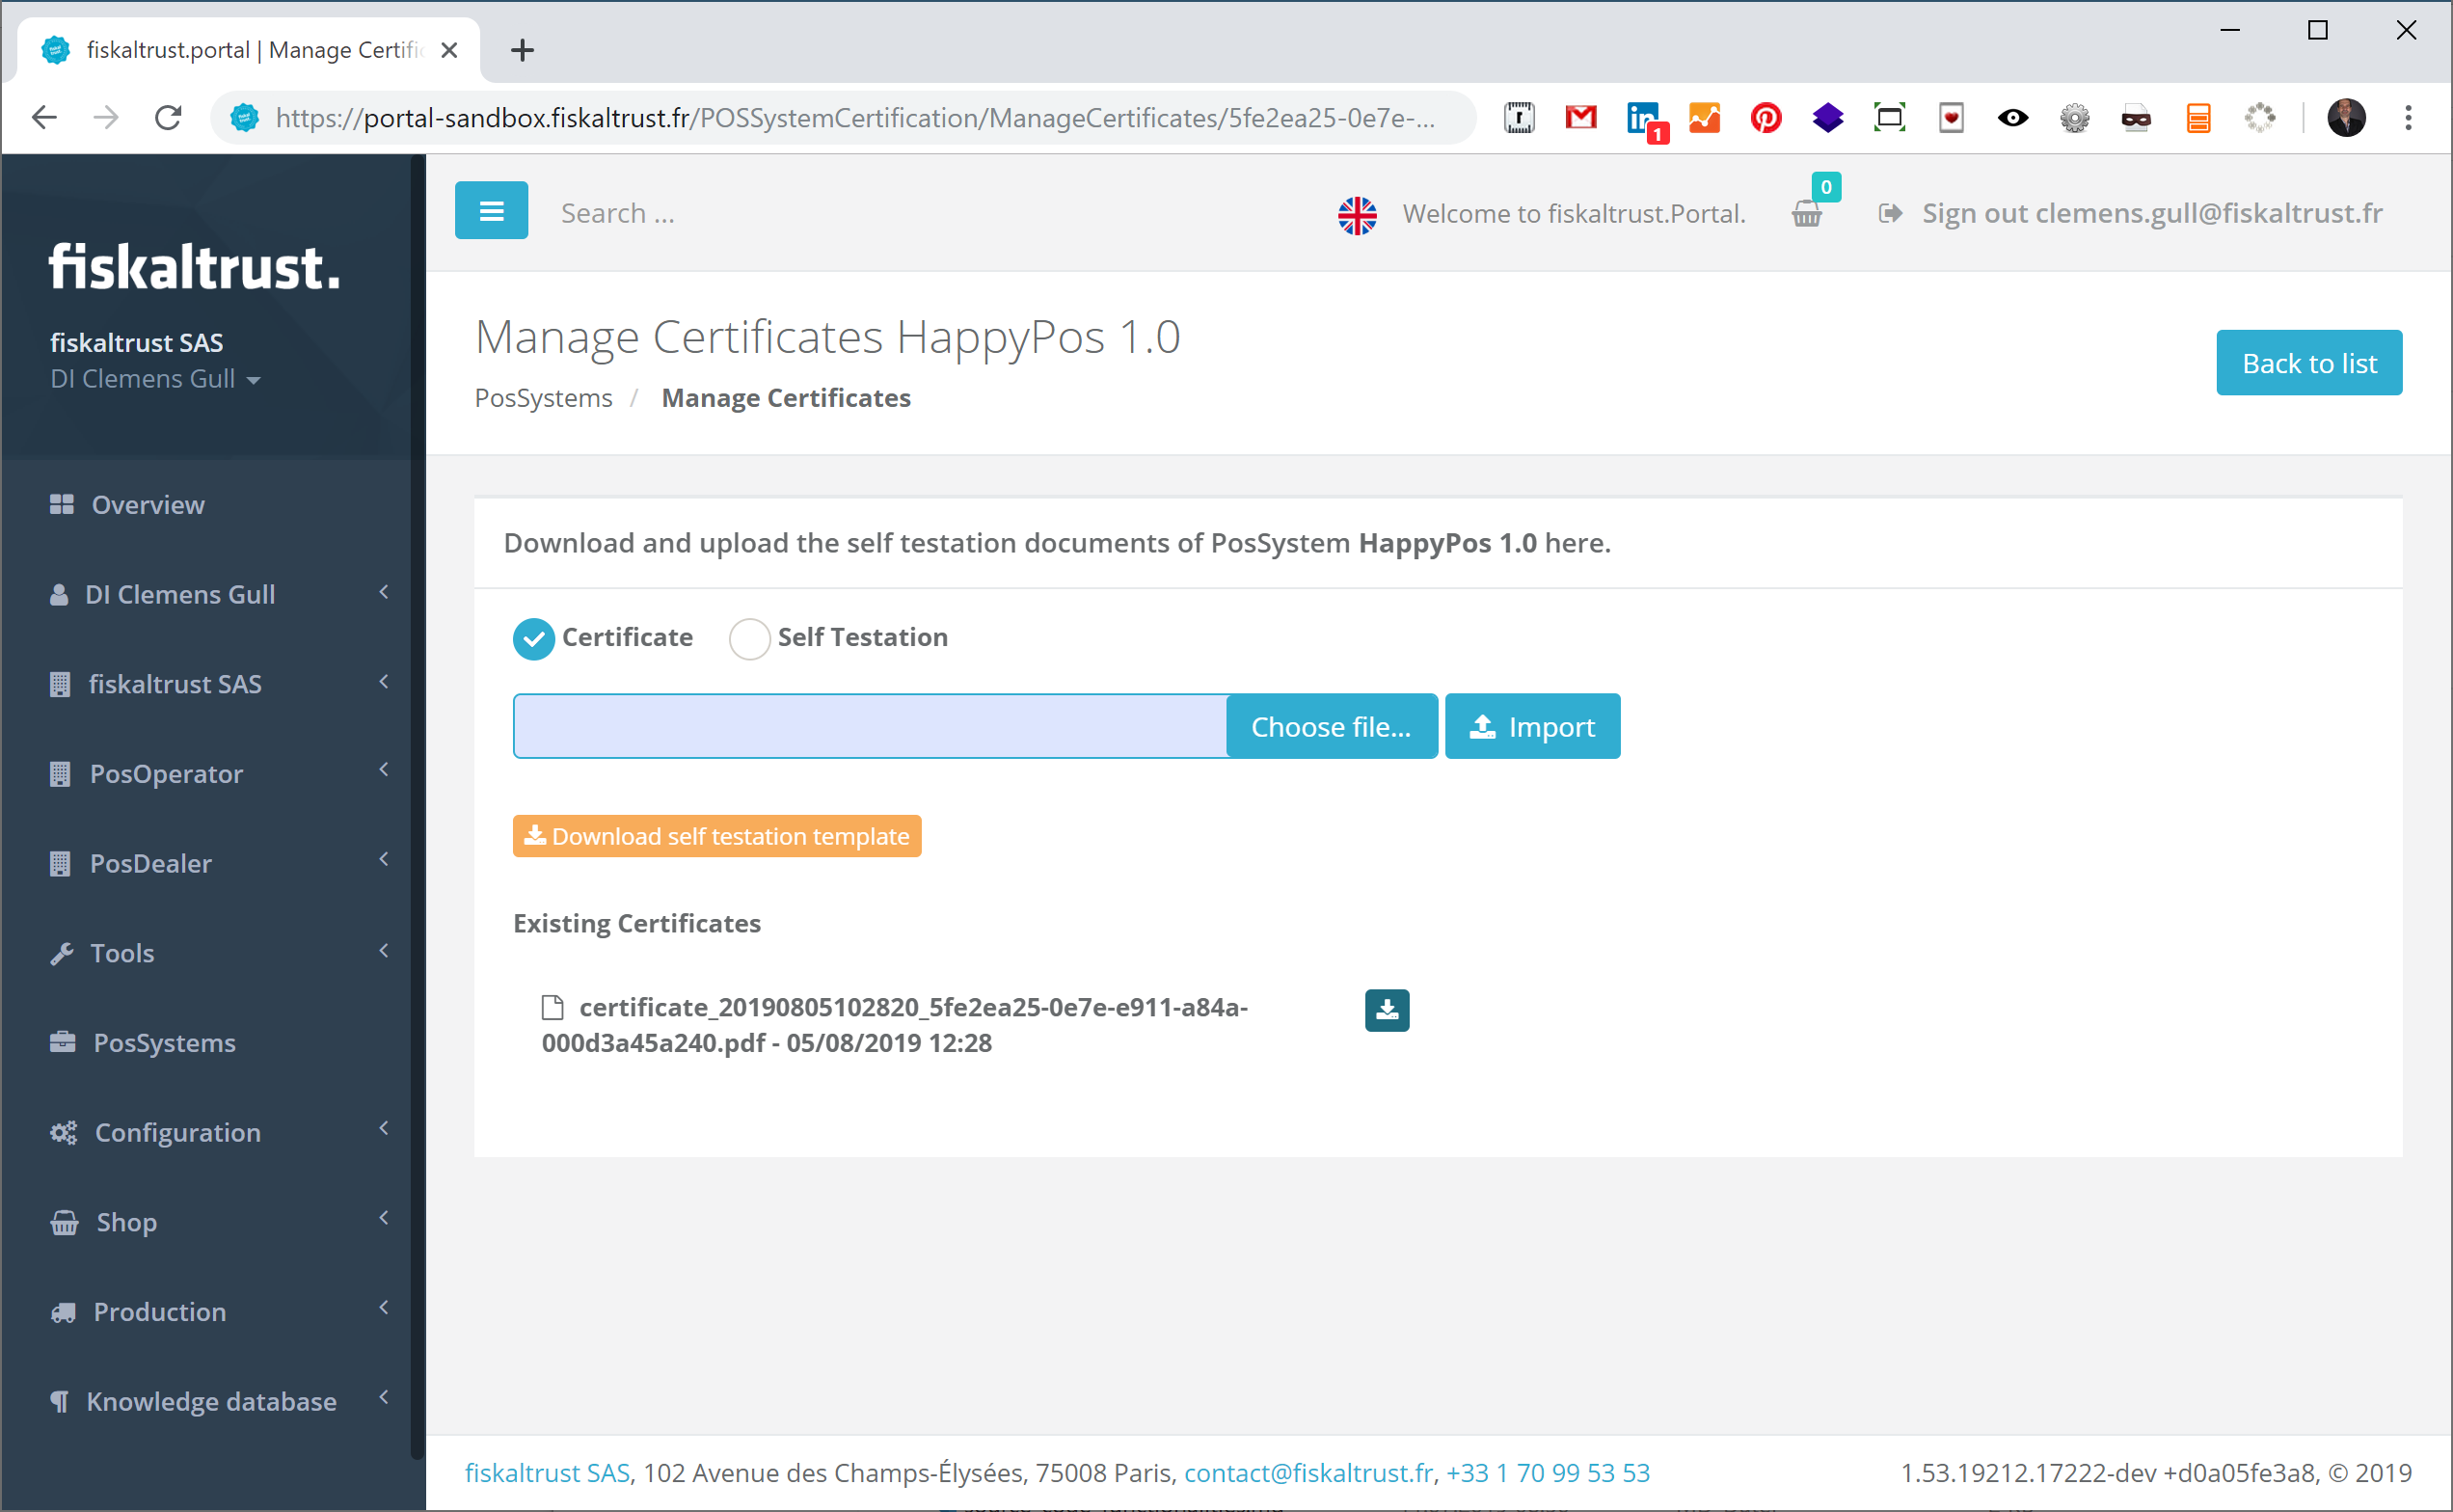 fiskaltrust.portal | Manage Certific
https://portal-sandbox.fiskaltrust.fr/POSSystemCertification/ManageCertificates/5fe2ea25-0e7e-...
1
fiskaltrust.
fiskaltrust SAS
DI Clemens Gull
Overview
DI Clemens Gull
fiskaltrust SAS
PosOperator
PosDealer
Tools
PosSystems
Configuration
Shop
Production
Knowledge database
Search ...
Welcome to fiskaltrust.Portal.
0
Sign out clemens.gull@fiskaltrust.fr
Manage Certificates HappyPos 1.0
PosSystems / Manage Certificates
Back to list
Download and upload the self testation documents of PosSystem HappyPos 1.0 here.
Certificate
Self Testation
Choose file...
Import
Download self testation template
Existing Certificates
certificate_20190805102820_5fe2ea25-0e7e-e911-a84a-
000d3a45a240.pdf - 05/08/2019 12:28
fiskaltrust SAS, 102 Avenue des Champs-Élysées, 75008 Paris, contact@fiskaltrust.fr, +33 1 70 99 53 53
1.53.19212.17222-dev +d0a05fe3a8, © 2019